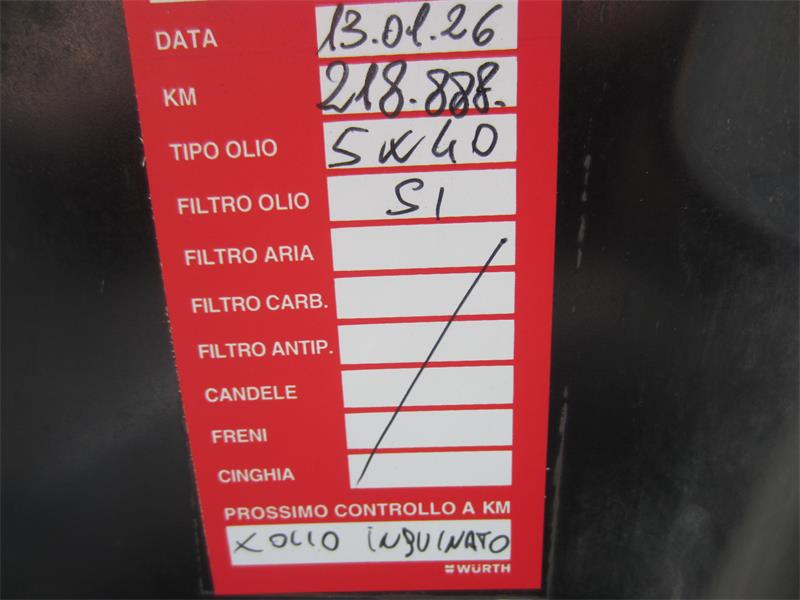 DATA 13.01.26
KM 218.888.
TIPO OLIO 5W40
FILTRO OLIO SI
FILTRO ARIA
FILTRO CARB.
FILTRO ANTIP.
CANDELE
FRENI
CINGHIA
PROSSIMO CONTROLLO A KM
X OLIO INQUINATO
WÜRTH